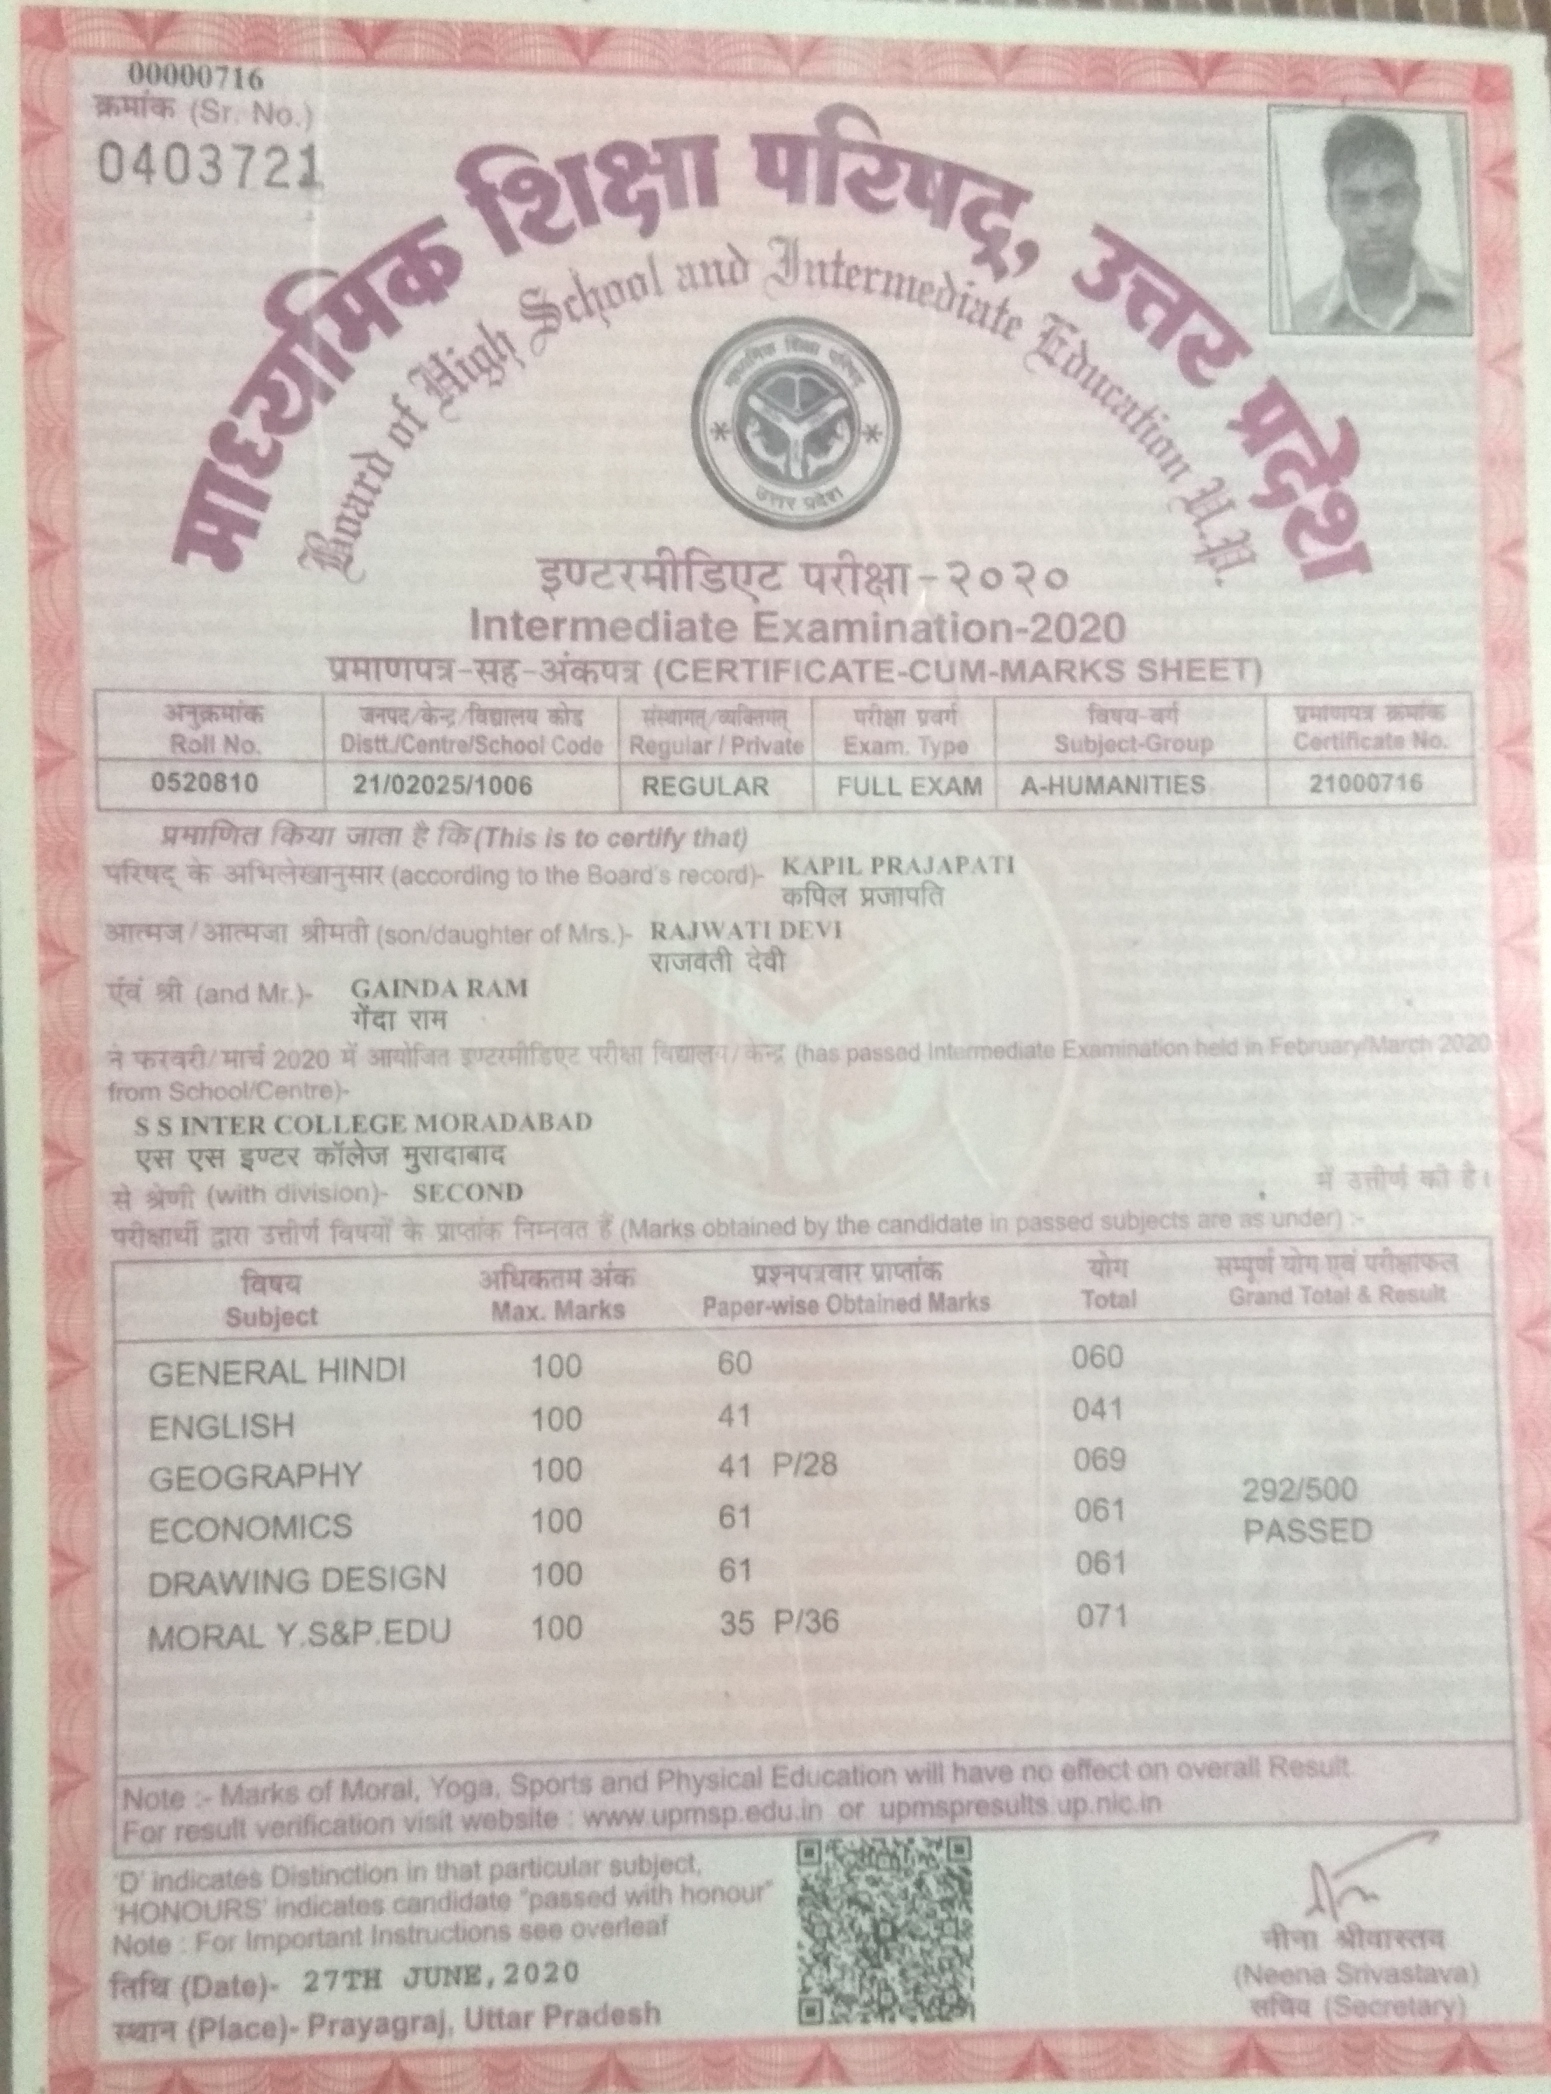 00000716
क्रमांक (Sr. No.)
0403721
माध्यमिक शिक्षा परिषद्, उत्तर प्रदेश
Board of High School and Intermediate Education U.P.
माध्यमिक शिक्षा परिषद
उत्तर प्रदेश
इण्टरमीडिएट परीक्षा-२०२०
Intermediate Examination-2020
प्रमाणपत्र-सह-अंकपत्र (CERTIFICATE-CUM-MARKS SHEET)
अनुक्रमांक जनपद/केन्द्र/विद्यालय कोड संस्थागत्/व्यक्तिगत् परीक्षा प्रवर्ग विषय-वर्ग प्रमाणपत्र क्रमांक
Roll No. Distt./Centre/School Code Regular / Private Exam. Type Subject-Group Certificate No.
0520810 21/02025/1006 REGULAR FULL EXAM A-HUMANITIES 21000716
प्रमाणित किया जाता है कि (This is to certify that)
परिषद् के अभिलेखानुसार (according to the Board's record)- KAPIL PRAJAPATI
कपिल प्रजापति
आत्मज/आत्मजा श्रीमती (son/daughter of Mrs.)- RAJWATI DEVI
राजवती देवी
एंवं श्री (and Mr.)- GAINDA RAM
गेंदा राम
ने फरवरी/मार्च 2020 में आयोजित इण्टरमीडिएट परीक्षा विद्यालय/केन्द्र (has passed Intermediate Examination held in February/March 2020
from School/Centre)-
S S INTER COLLEGE MORADABAD
एस एस इण्टर कॉलेज मुरादाबाद
से श्रेणी (with division)- SECOND में उत्तीर्ण की है।
परीक्षार्थी द्वारा उत्तीर्ण विषयों के प्राप्तांक निम्नवत हैं (Marks obtained by the candidate in passed subjects are as under) :-
विषय अधिकतम अंक प्रश्नपत्रवार प्राप्तांक योग सम्पूर्ण योग एवं परीक्षाफल
Subject Max. Marks Paper-wise Obtained Marks Total Grand Total & Result
GENERAL HINDI 100 60 060
ENGLISH 100 41 041
GEOGRAPHY 100 41 P/28 069
292/500
ECONOMICS 100 61 061
PASSED
DRAWING DESIGN 100 61 061
MORAL Y.S&P.EDU 100 35 P/36 071
Note :- Marks of Moral, Yoga, Sports and Physical Education will have no effect on overall Result.
For result verification visit website : www.upmsp.edu.in or upmspresults.up.nic.in
'D' indicates Distinction in that particular subject,
'HONOURS' indicates candidate "passed with honour"
Note : For Important Instructions see overleaf
तिथि (Date)- 27TH JUNE, 2020
स्थान (Place)- Prayagraj, Uttar Pradesh
नीना श्रीवास्तव
(Neena Srivastava)
सचिव (Secretary)